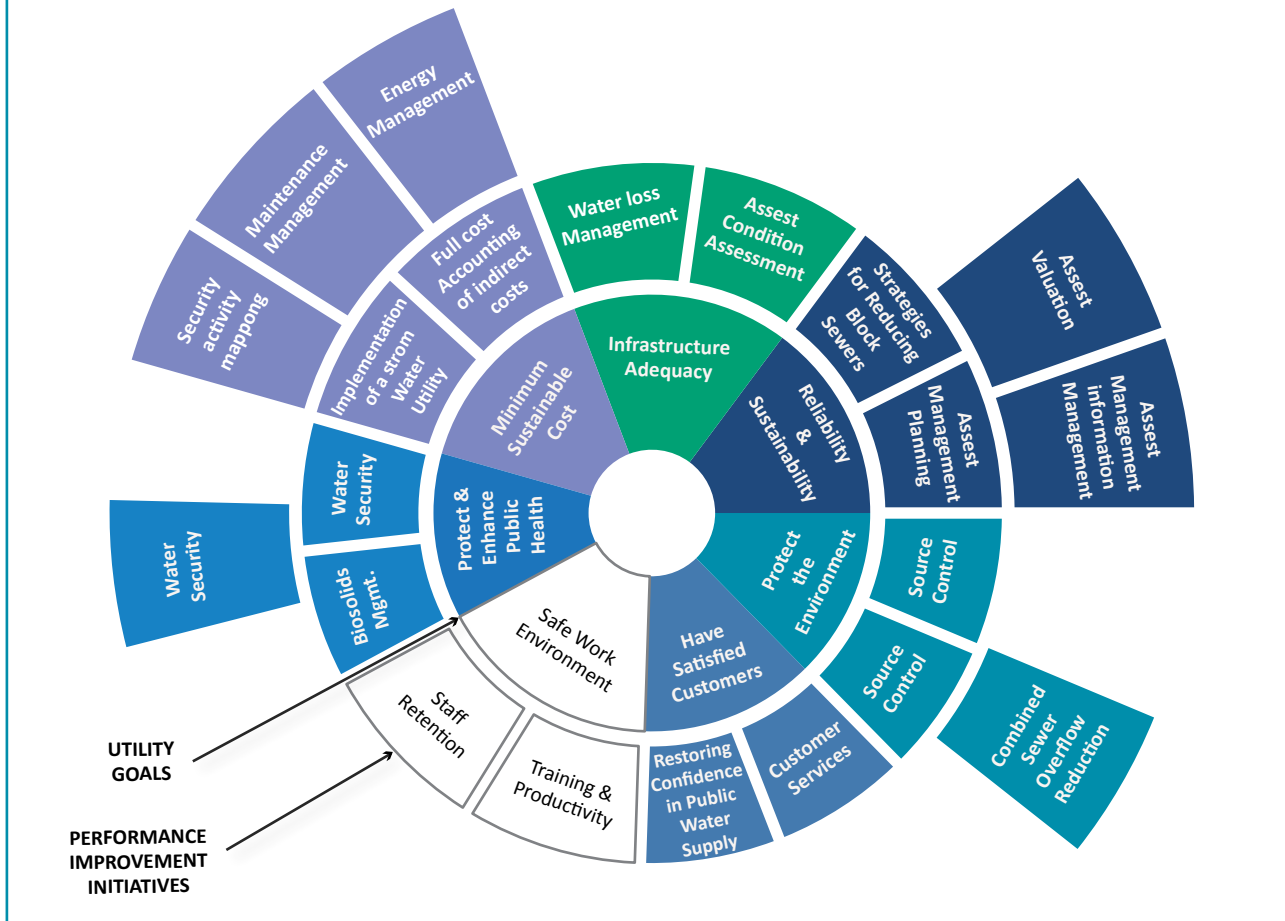 Energy
Management
Maintenance
Management
Security
activity
mappong
Full cost
Accounting
of indirect
costs
Implementation
of a strom
Water
Utility
Minimum
Sustainable
Cost
Water loss
Management
Assest
Condition
Assessment
Infrastructure
Adequacy
Strategies
for Reducing
Block
Sewers
Assest
Management
Planning
Reliability
&
Sustainability
Assest
Valuation
Assest
Management
information
Management
Protect
the
Environment
Source
Control
Source
Control
Combined
Sewer
Overflow
Reduction
Have
Satisfied
Customers
Customer
Services
Restoring
Confidence
in Public
Water
Supply
Safe Work
Environment
Training &
Productivity
Staff
Retention
Protect &
Enhance
Public
Health
Water
Security
Biosolids
Mgmt.
Water
Security
UTILITY
GOALS
PERFORMANCE
IMPROVEMENT
INITIATIVES